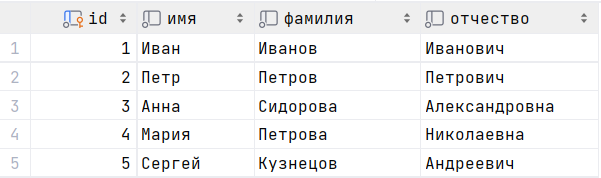 id имя фамилия отчество
1 1 Иван Иванов Иванович
2 2 Петр Петров Петрович
3 3 Анна Сидорова Александровна
4 4 Мария Петрова Николаевна
5 5 Сергей Кузнецов Андреевич